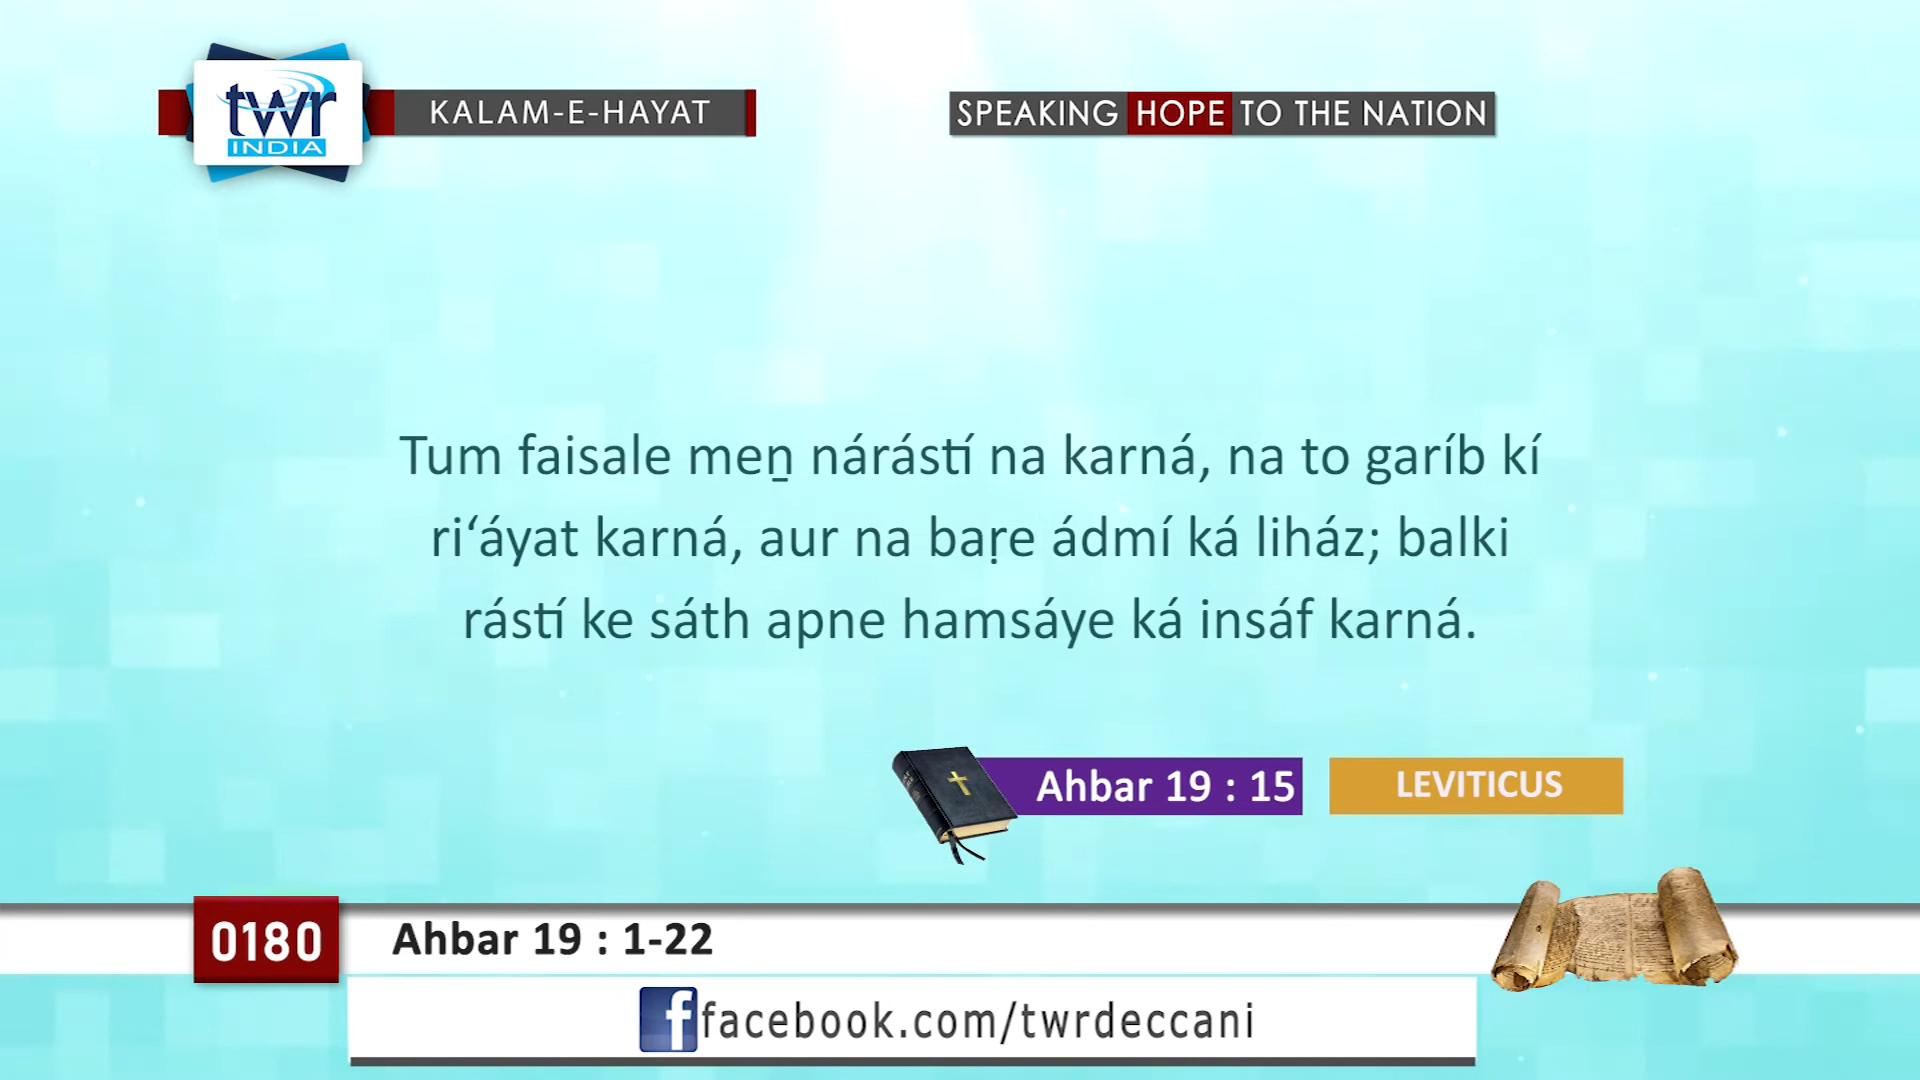 twr
INDIA
KALAM-E-HAYAT
SPEAKING HOPE TO THE NATION
Tum faisale meṉ nárástí na karná, na to garíb kí
ri‘áyat karná, aur na baṛe ádmí ká liház; balki
rástí ke sáth apne hamsáye ká insáf karná.
Ahbar 19 : 15
LEVITICUS
0180
Ahbar 19 : 1-22
facebook.com/twrdeccani